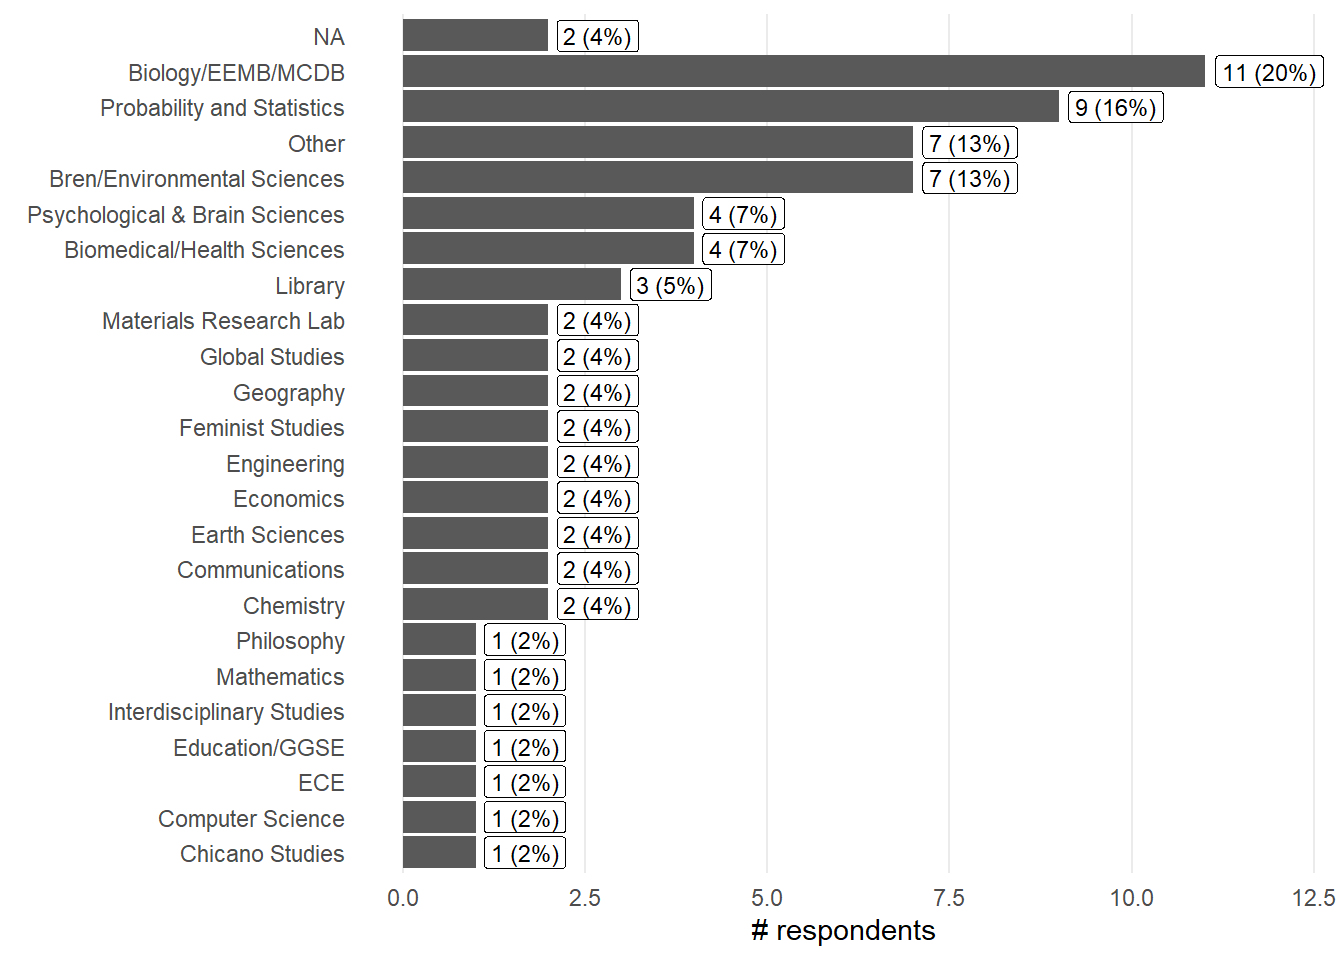 NA 2 (4%)
Biology/EEMB/MCDB 11 (20%)
Probability and Statistics 9 (16%)
Other 7 (13%)
Bren/Environmental Sciences 7 (13%)
Psychological & Brain Sciences 4 (7%)
Biomedical/Health Sciences 4 (7%)
Library 3 (5%)
Materials Research Lab 2 (4%)
Global Studies 2 (4%)
Geography 2 (4%)
Feminist Studies 2 (4%)
Engineering 2 (4%)
Economics 2 (4%)
Earth Sciences 2 (4%)
Communications 2 (4%)
Chemistry 2 (4%)
Philosophy 1 (2%)
Mathematics 1 (2%)
Interdisciplinary Studies 1 (2%)
Education/GGSE 1 (2%)
ECE 1 (2%)
Computer Science 1 (2%)
Chicano Studies 1 (2%)
0.0 2.5 5.0 7.5 10.0 12.5
# respondents